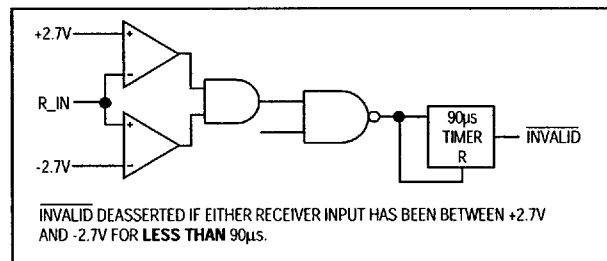 +2.7V
+
-
R_IN
+
-2.7V
-
90µs
TIMER
R
INVALID
INVALID DEASSERTED IF EITHER RECEIVER INPUT HAS BEEN BETWEEN +2.7V
AND -2.7V FOR LESS THAN 90µs.